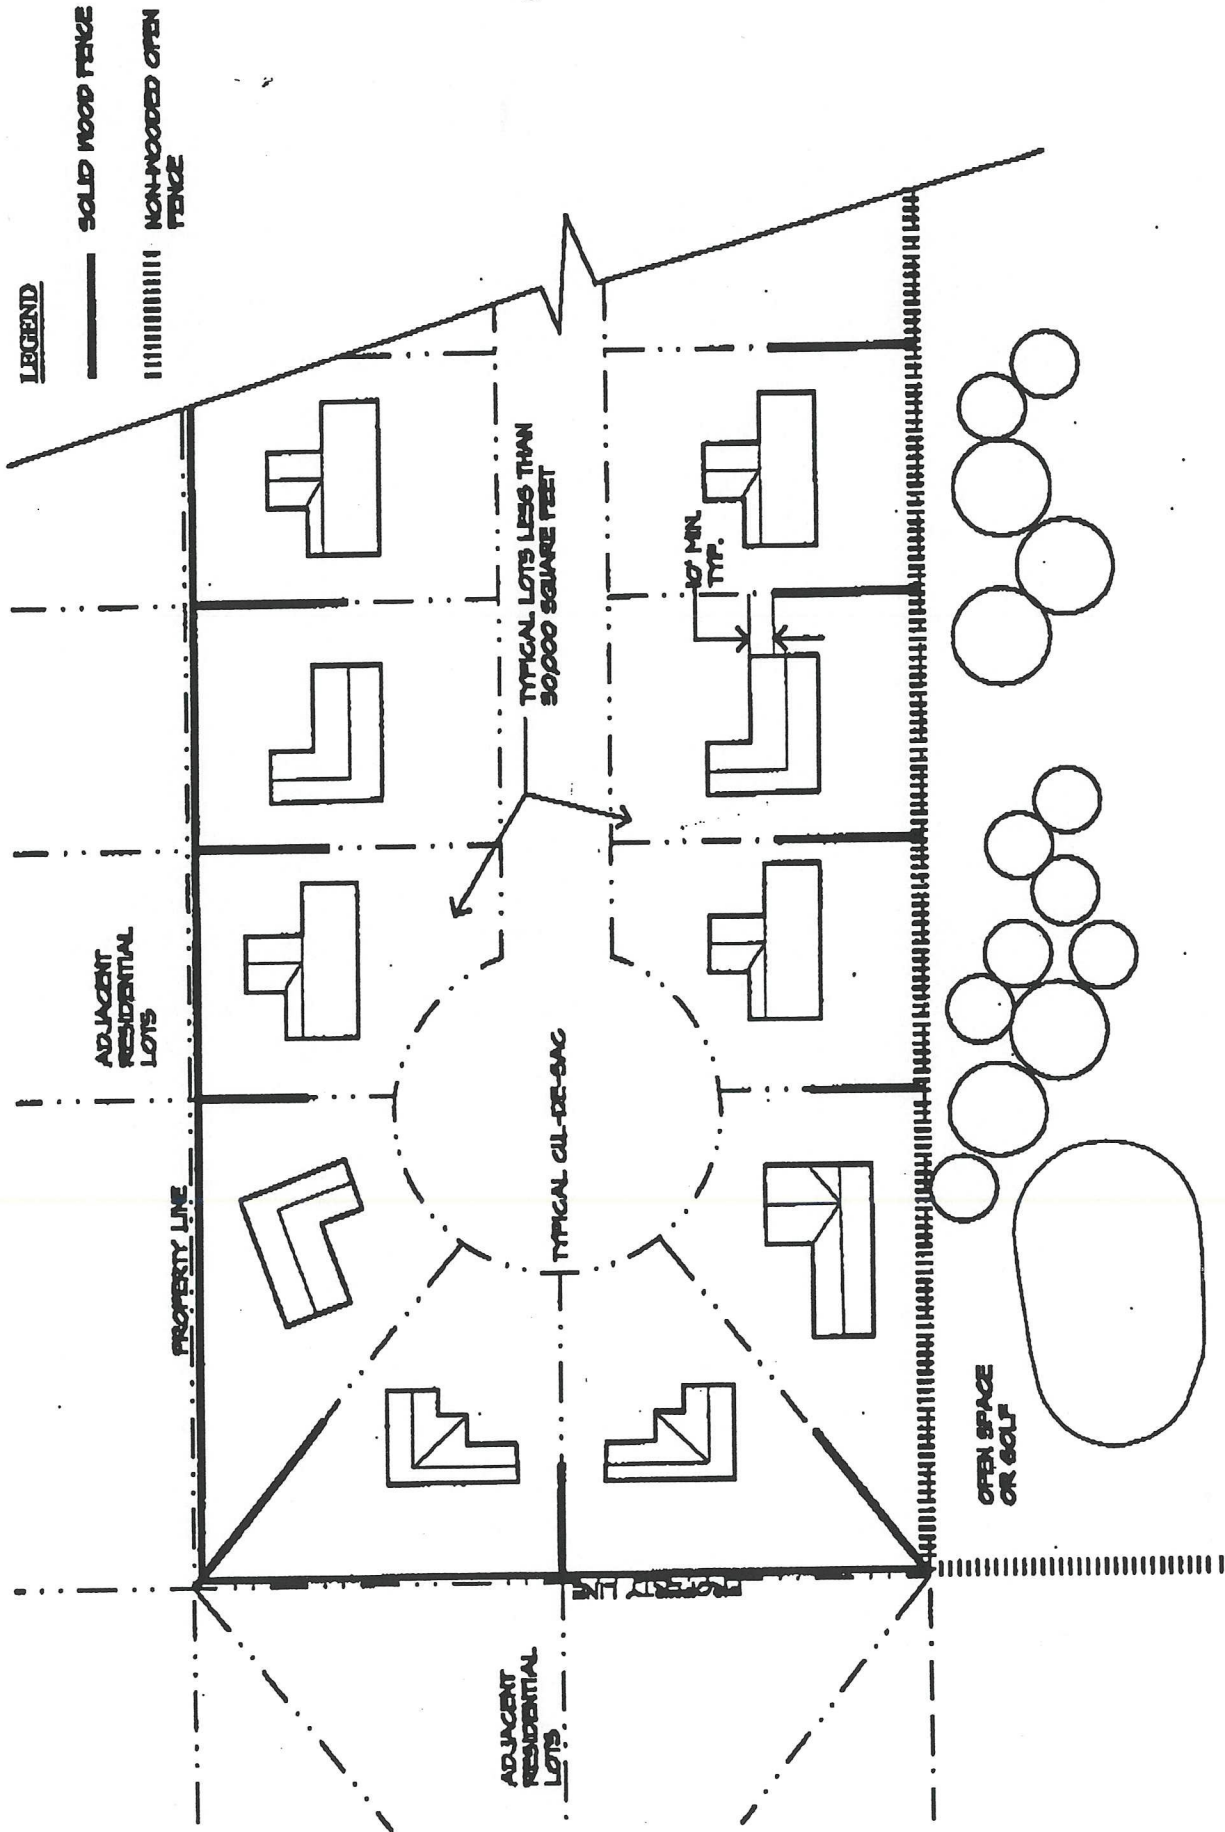 LEGEND
SOLID WOOD FENCE
NON-WOODED OPEN
FENCE
ADJACENT
RESIDENTIAL
LOTS
PROPERTY LINE
TYPICAL LOTS LESS THAN
30,000 SQUARE FEET
10' MIN.
TYP.
TYPICAL CUL-DE-SAC
ADJACENT
RESIDENTIAL
LOTS
PROPERTY LINE
OPEN SPACE
OR GOLF